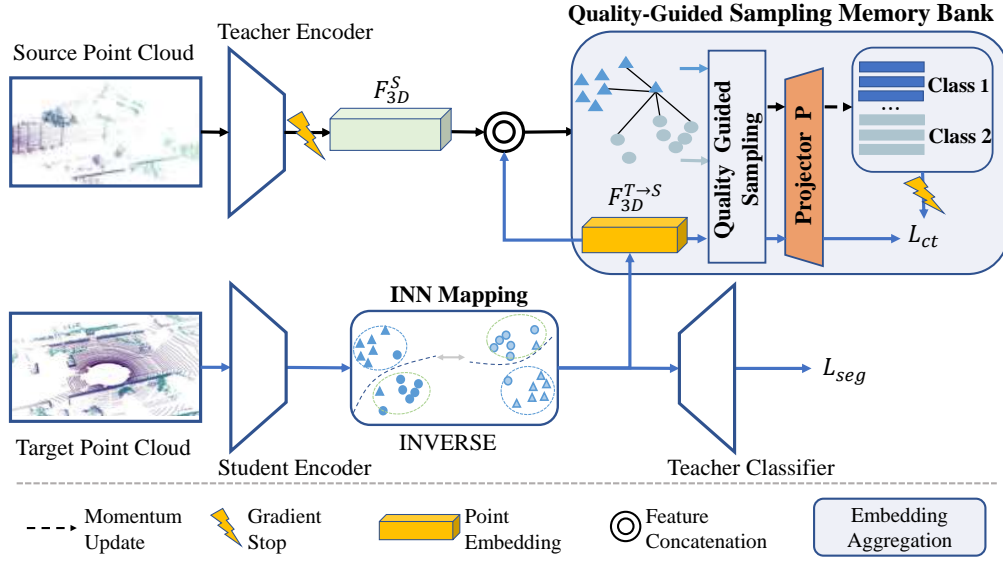 Quality-Guided Sampling Memory Bank
Teacher Encoder
Source Point Cloud
F_{3D}^{S}
Class 1
...
Class 2
Quality Guided
Sampling
Projector P
F_{3D}^{T→S}
L_{ct}
INN Mapping
INVERSE
L_{seg}
Target Point Cloud
Student Encoder
Teacher Classifier
Momentum
Update
Gradient
Stop
Point
Embedding
Feature
Concatenation
Embedding
Aggregation